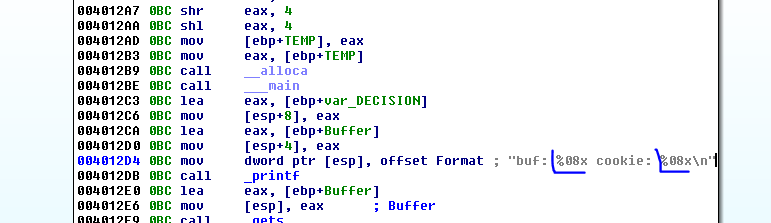 004012A7 0BC shr eax, 4
004012AA 0BC shl eax, 4
004012AD 0BC mov [ebp+TEMP], eax
004012B3 0BC mov eax, [ebp+TEMP]
004012B9 0BC call __alloca
004012BE 0BC call ___main
004012C3 0BC lea eax, [ebp+var_DECISION]
004012C6 0BC mov [esp+8], eax
004012CA 0BC lea eax, [ebp+Buffer]
004012D0 0BC mov [esp+4], eax
004012D4 0BC mov dword ptr [esp], offset Format ; "buf: %08x cookie: %08x\n"
004012DB 0BC call _printf
004012E0 0BC lea eax, [ebp+Buffer]
004012E6 0BC mov [esp], eax ; Buffer
004012E9 0BC call _gets